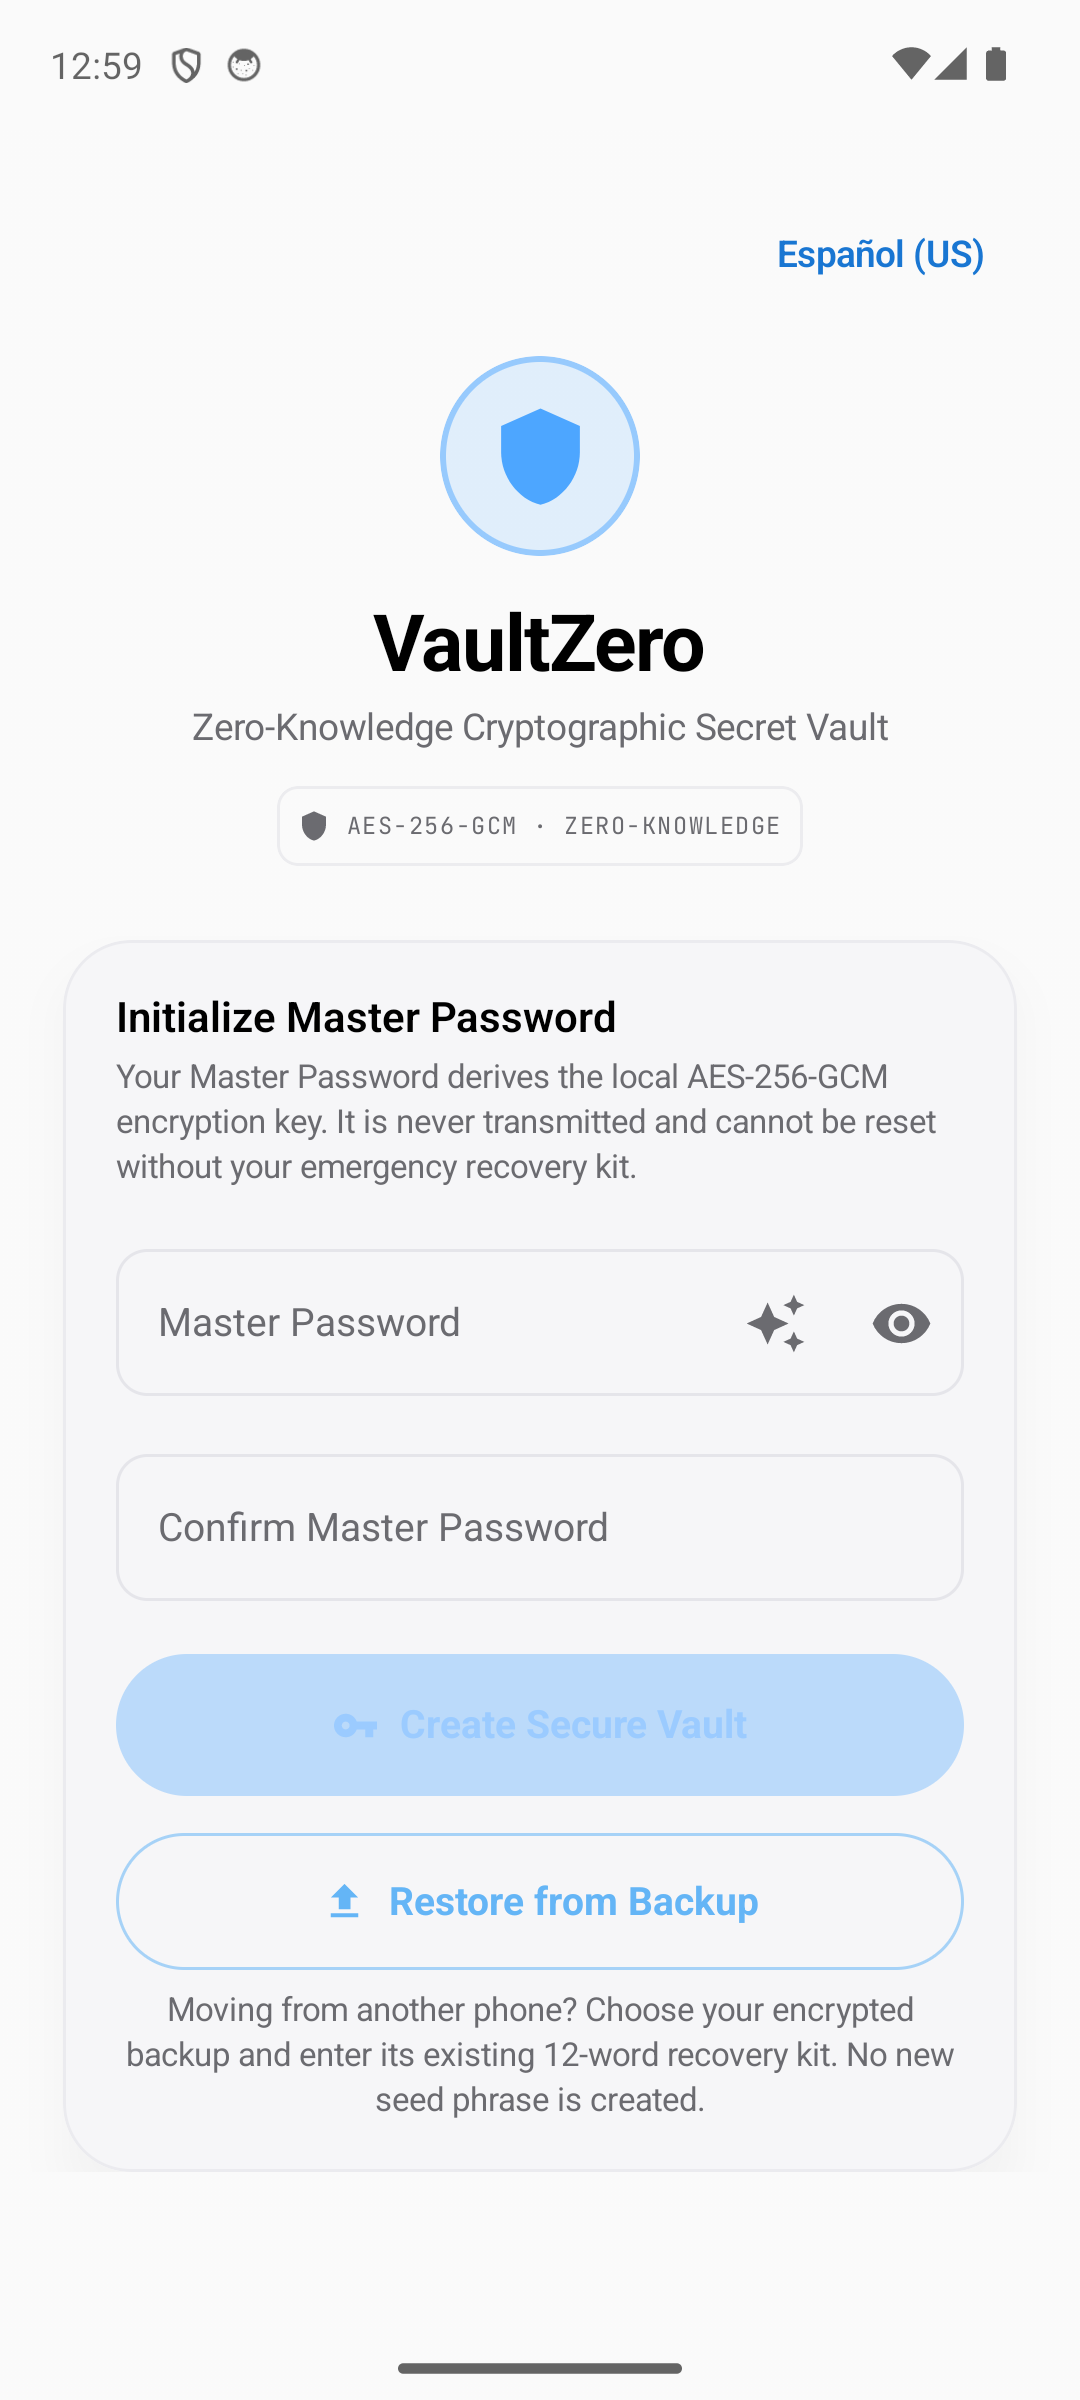 12:59
Español (US)
VaultZero
Zero-Knowledge Cryptographic Secret Vault
AES-256-GCM · ZERO-KNOWLEDGE
Initialize Master Password
Your Master Password derives the local AES-256-GCM
encryption key. It is never transmitted and cannot be reset
without your emergency recovery kit.
Master Password
Confirm Master Password
Create Secure Vault
Restore from Backup
Moving from another phone? Choose your encrypted
backup and enter its existing 12-word recovery kit. No new
seed phrase is created.